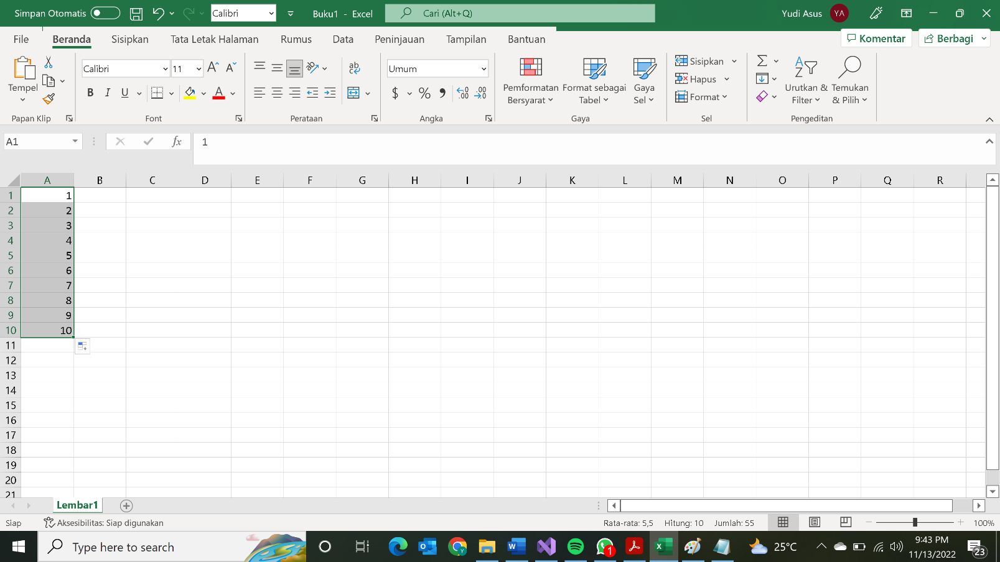 Simpan Otomatis
Calibri
Buku1 - Excel
Cari (Alt+Q)
Yudi Asus
YA
File
Beranda
Sisipkan
Tata Letak Halaman
Rumus
Data
Peninjauan
Tampilan
Bantuan
Komentar
Berbagi
Tempel
Papan Klip
Calibri
11
B I U
Font
ab
Perataan
Umum
$ % 
Angka
Pemformatan
Bersyarat
Format sebagai
Tabel
Gaya
Sel
Gaya
Sisipkan
Hapus
Format
Sel
Urutkan &
Filter
Temukan
& Pilih
Pengeditan
A1
fx
1
A B C D E F G H I J K L M N O P Q R
1 1
2 2
3 3
4 4
5 5
6 6
7 7
8 8
9 9
10 10
11
12
13
14
15
16
17
18
19
20
21
Lembar1
Siap
Aksesibilitas: Siap digunakan
Rata-rata: 5,5
Hitung: 10
Jumlah: 55
100%
Type here to search
1
25°C
9:43 PM
11/13/2022
23